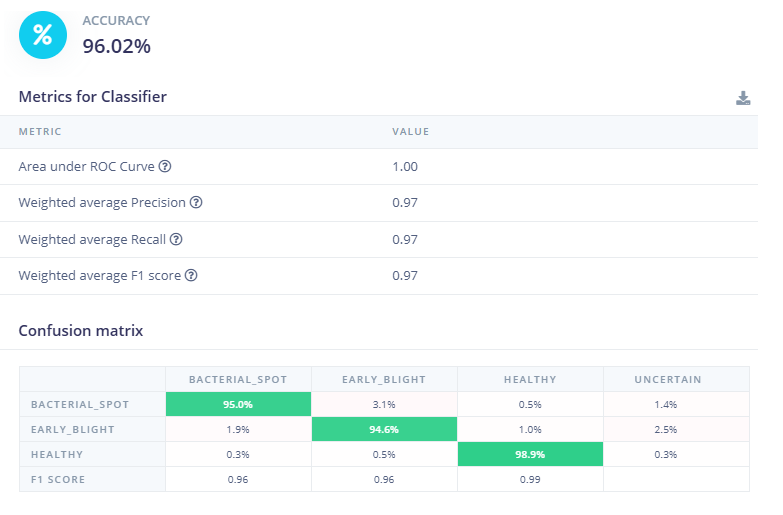 %
ACCURACY
96.02%
Metrics for Classifier
METRIC VALUE
Area under ROC Curve ? 1.00
Weighted average Precision ? 0.97
Weighted average Recall ? 0.97
Weighted average F1 score ? 0.97
Confusion matrix
BACTERIAL_SPOT EARLY_BLIGHT HEALTHY UNCERTAIN
BACTERIAL_SPOT 95.0% 3.1% 0.5% 1.4%
EARLY_BLIGHT 1.9% 94.6% 1.0% 2.5%
HEALTHY 0.3% 0.5% 98.9% 0.3%
F1 SCORE 0.96 0.96 0.99